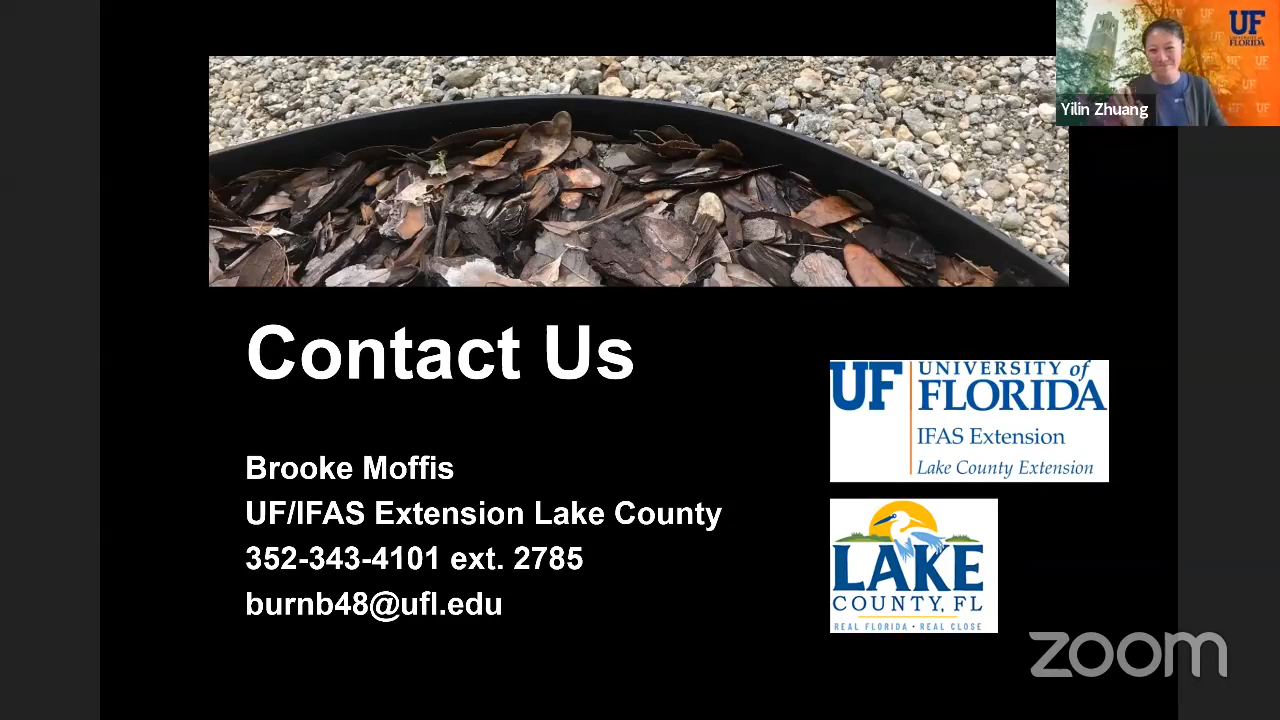 UF
UNIVERSITY of
FLORIDA
Yilin Zhuang
Contact Us
Brooke Moffis
UF/IFAS Extension Lake County
352-343-4101 ext. 2785
burnb48@ufl.edu
UF
UNIVERSITY of
FLORIDA
IFAS Extension
Lake County Extension
LAKE
COUNTY, FL
REAL FLORIDA • REAL CLOSE
zoom